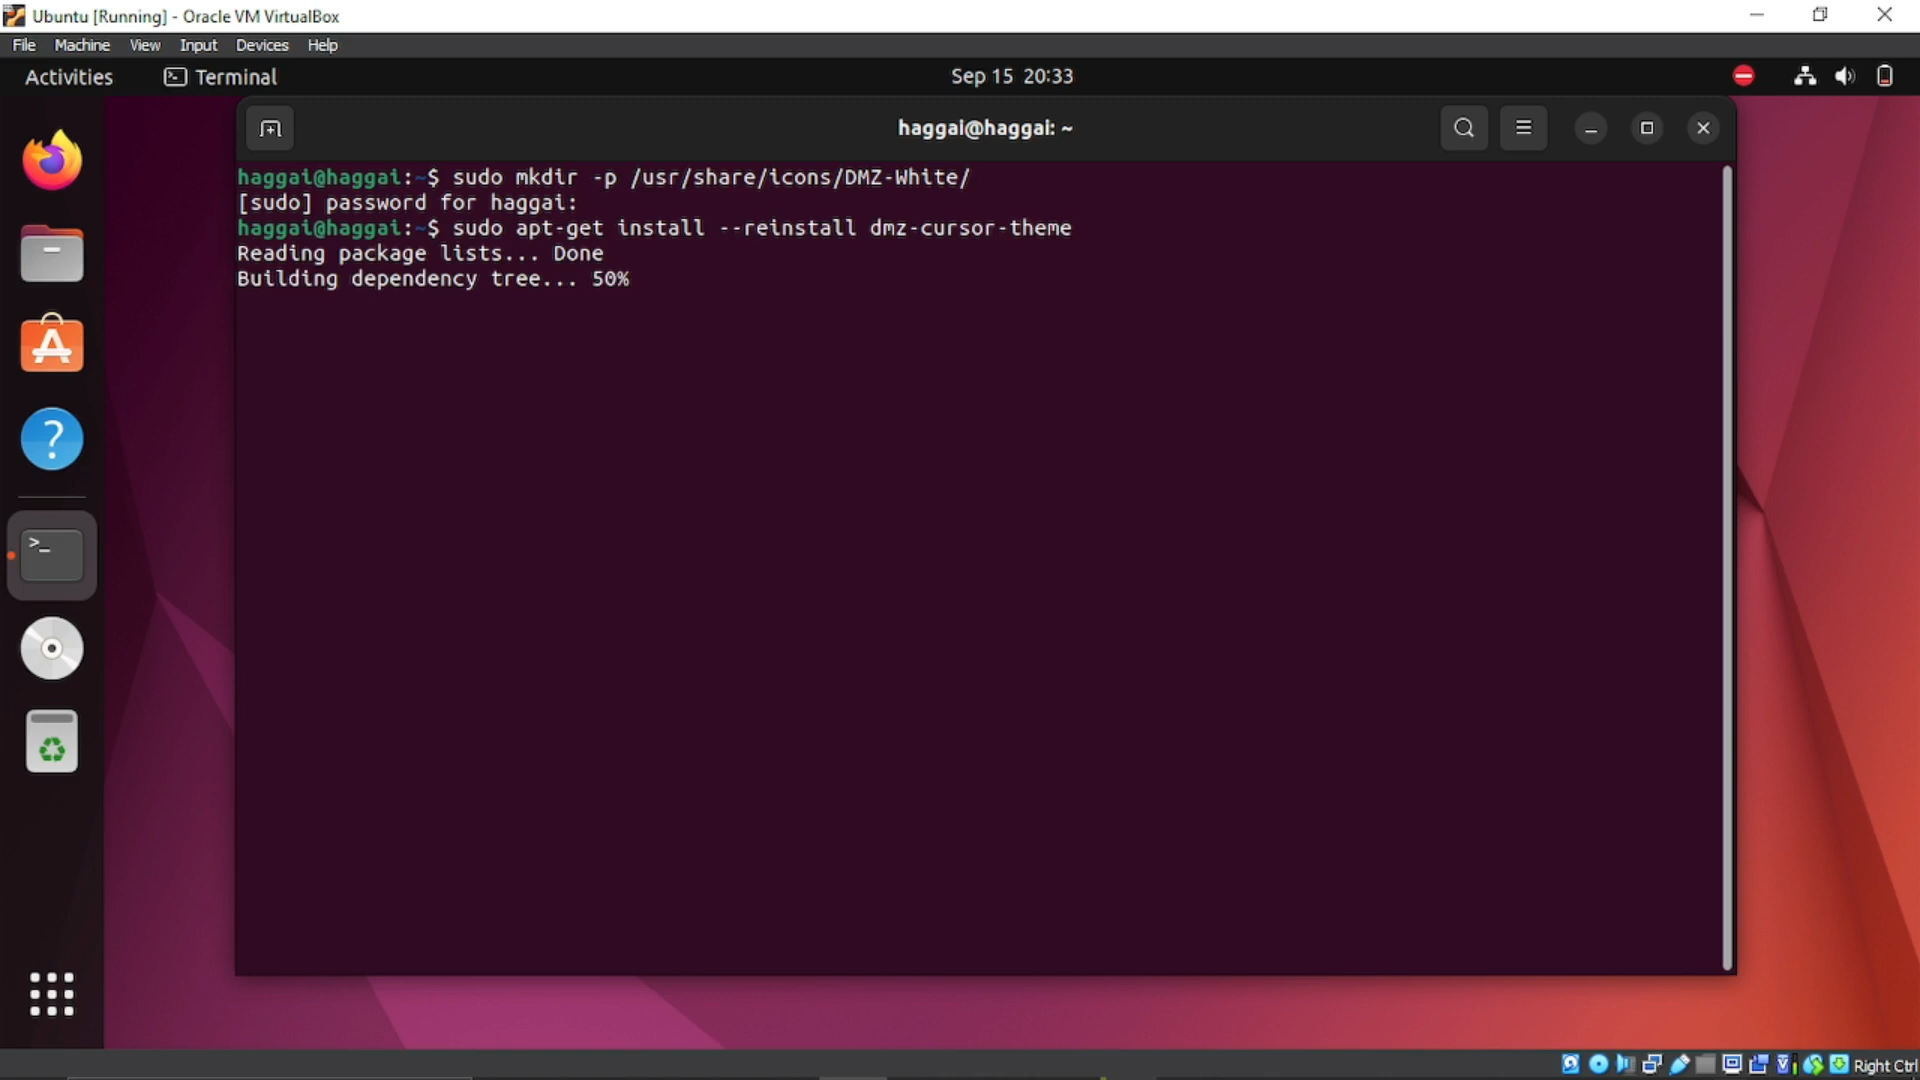 Ubuntu [Running] - Oracle VM VirtualBox
File Machine View Input Devices Help
Activities Terminal Sep 15 20:33
haggai@haggai: ~
haggai@haggai:~$ sudo mkdir -p /usr/share/icons/DMZ-White/
[sudo] password for haggai:
haggai@haggai:~$ sudo apt-get install --reinstall dmz-cursor-theme
Reading package lists... Done
Building dependency tree... 50%
Right Ctrl